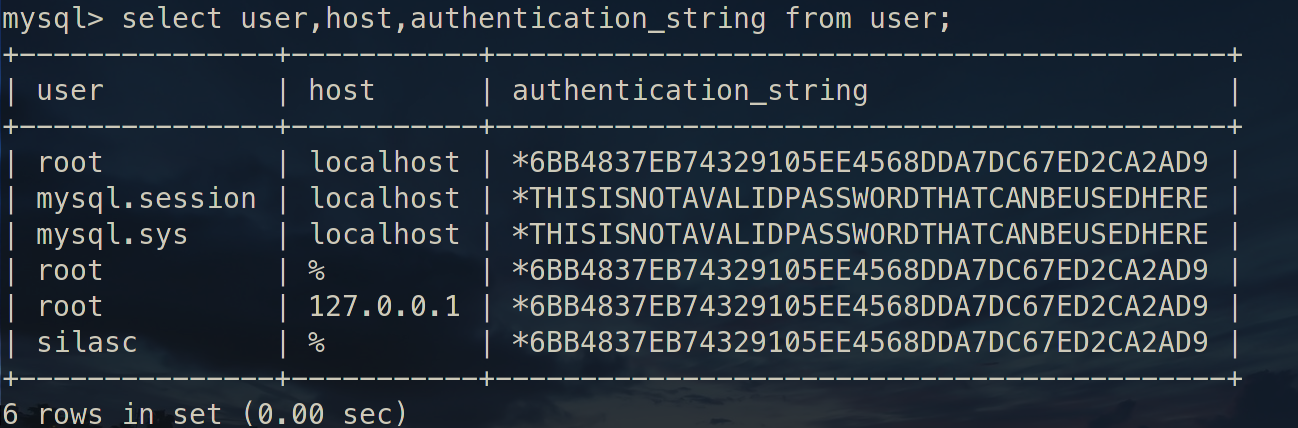 mysql> select user,host,authentication_string from user;
+---------------+-----------+-------------------------------------------+
| user          | host      | authentication_string                     |
+---------------+-----------+-------------------------------------------+
| root          | localhost | *6BB4837EB74329105EE4568DDA7DC67ED2CA2AD9 |
| mysql.session | localhost | *THISISNOTAVALIDPASSWORDTHATCANBEUSEDHERE |
| mysql.sys     | localhost | *THISISNOTAVALIDPASSWORDTHATCANBEUSEDHERE |
| root          | %         | *6BB4837EB74329105EE4568DDA7DC67ED2CA2AD9 |
| root          | 127.0.0.1 | *6BB4837EB74329105EE4568DDA7DC67ED2CA2AD9 |
| silasc        | %         | *6BB4837EB74329105EE4568DDA7DC67ED2CA2AD9 |
+---------------+-----------+-------------------------------------------+
6 rows in set (0.00 sec)